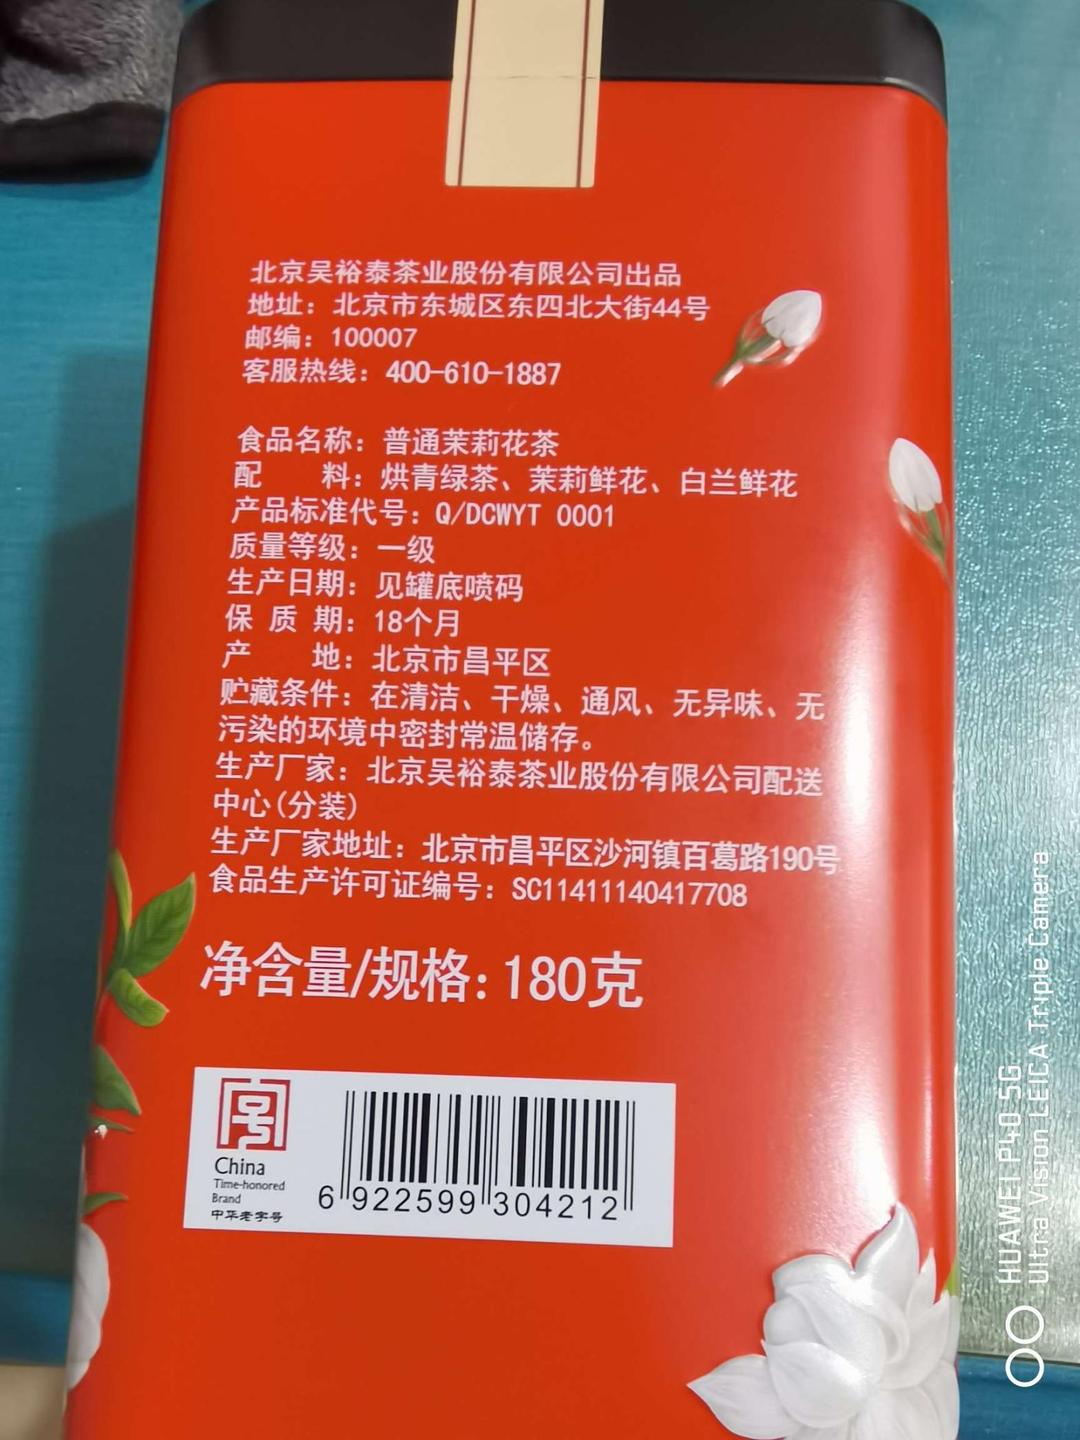 北京吴裕泰茶业股份有限公司出品
地址：北京市东城区东四北大街44号
邮编：100007
客服热线：400-610-1887
食品名称：普通茉莉花茶
配　　料：烘青绿茶、茉莉鲜花、白兰鲜花
产品标准代号：Q/DCWYT 0001
质量等级：一级
生产日期：见罐底喷码
保 质 期：18个月
产　　地：北京市昌平区
贮藏条件：在清洁、干燥、通风、无异味、无
污染的环境中密封常温储存。
生产厂家：北京吴裕泰茶业股份有限公司配送
中心(分装)
生产厂家地址：北京市昌平区沙河镇百葛路190号
食品生产许可证编号：SC11411140417708
净含量/规格：180克
China
Time-honored
Brand
中华老字号
6 922599 304212
HUAWEI P40 5G
Ultra Vision LEICA Triple Camera